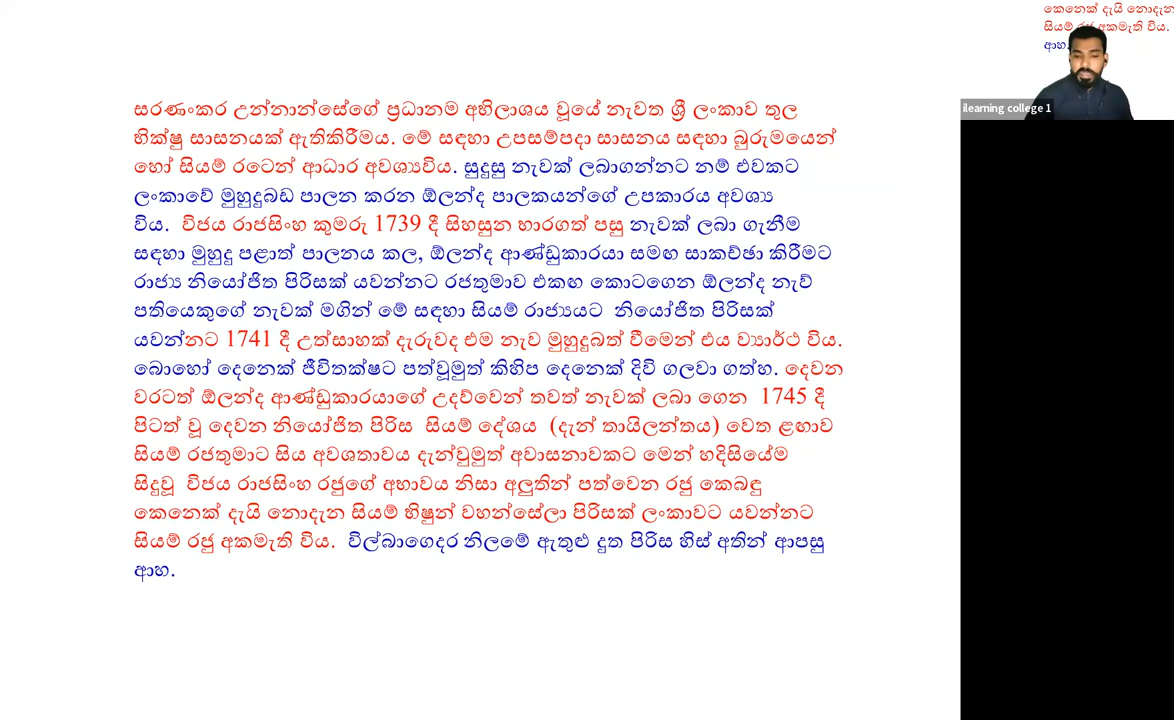 කෙනෙක් දැයි නොදැන
සියම් රජු අකමැති විය.
ආහ.
ilearning college 1
සරණංකර උන්නාන්සේගේ ප්‍රධානම අභිලාශය වූයේ නැවත ශ්‍රී ලංකාව තුල
භික්ෂු සාසනයක් ඇතිකිරීමය. මේ සඳහා උපසම්පදා සාසනය සඳහා බුරුමයෙන්
හෝ සියම් රටෙන් ආධාර අවශ්‍යවිය. සුදුසු නැවක් ලබාගන්නට නම් එවකට
ලංකාවේ මුහුදුබඩ පාලන කරන ඕලන්ද පාලකයන්ගේ උපකාරය අවශ්‍ය
විය. විජය රාජසිංහ කුමරු 1739 දී සිහසුන භාරගත් පසු නැවක් ලබා ගැනීම
සඳහා මුහුදු පළාත් පාලනය කල, ඕලන්ද ආණ්ඩුකාරයා සමඟ සාකච්ඡා කිරීමට
රාජ්‍ය නියෝජිත පිරිසක් යවන්නට රජතුමාව එකඟ කොටගෙන ඕලන්ද නැව්
පතියෙකුගේ නැවක් මගින් මේ සඳහා සියම් රාජ්‍යයට නියෝජිත පිරිසක්
යවන්නට 1741 දී උත්සාහක් දැරුවද එම නැව මුහුදුබත් වීමෙන් එය ව්‍යාර්ථ විය.
බොහෝ දෙනෙක් ජීවිතක්ෂට පත්වූමුත් කිහිප දෙනෙක් දිවි ගලවා ගත්හ. දෙවන
වරටත් ඕලන්ද ආණ්ඩුකාරයාගේ උදව්වෙන් තවත් නැවක් ලබා ගෙන 1745 දී
පිටත් වූ දෙවන නියෝජිත පිරිස සියම් දේශය (දැන් තායිලන්තය) වෙත ළඟාව
සියම් රජතුමාට සිය අවශතාවය දැන්වුමුත් අවාසනාවකට මෙන් හදිසියේම
සිදුවූ විජය රාජසිංහ රජුගේ අභාවය නිසා අලුතින් පත්වෙන රජු කෙබඳු
කෙනෙක් දැයි නොදැන සියම් භිෂුන් වහන්සේලා පිරිසක් ලංකාවට යවන්නට
සියම් රජු අකමැති විය. විල්බාගෙදර නිලමේ ඇතුළු දූත පිරිස හිස් අතින් ආපසු
ආහ.